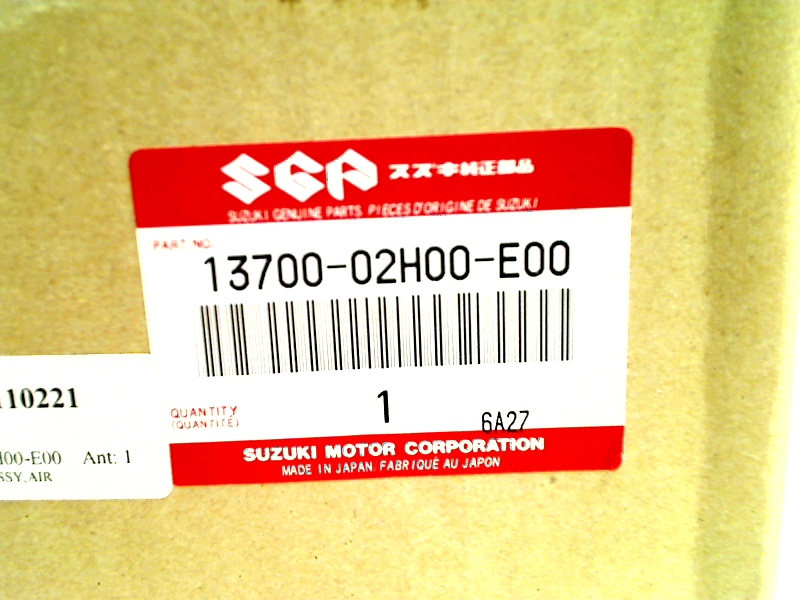 SGP スズキ純正部品
SUZUKI GENUINE PARTS PIECES D'ORIGINE DE SUZUKI
PART NO.
13700-02H00-E00
QUANTITY
(QUANTITÉ)
1
6A27
SUZUKI MOTOR CORPORATION
MADE IN JAPAN. FABRIQUÉ AU JAPON
110221
H00-E00 Ant: 1
SSY,AIR